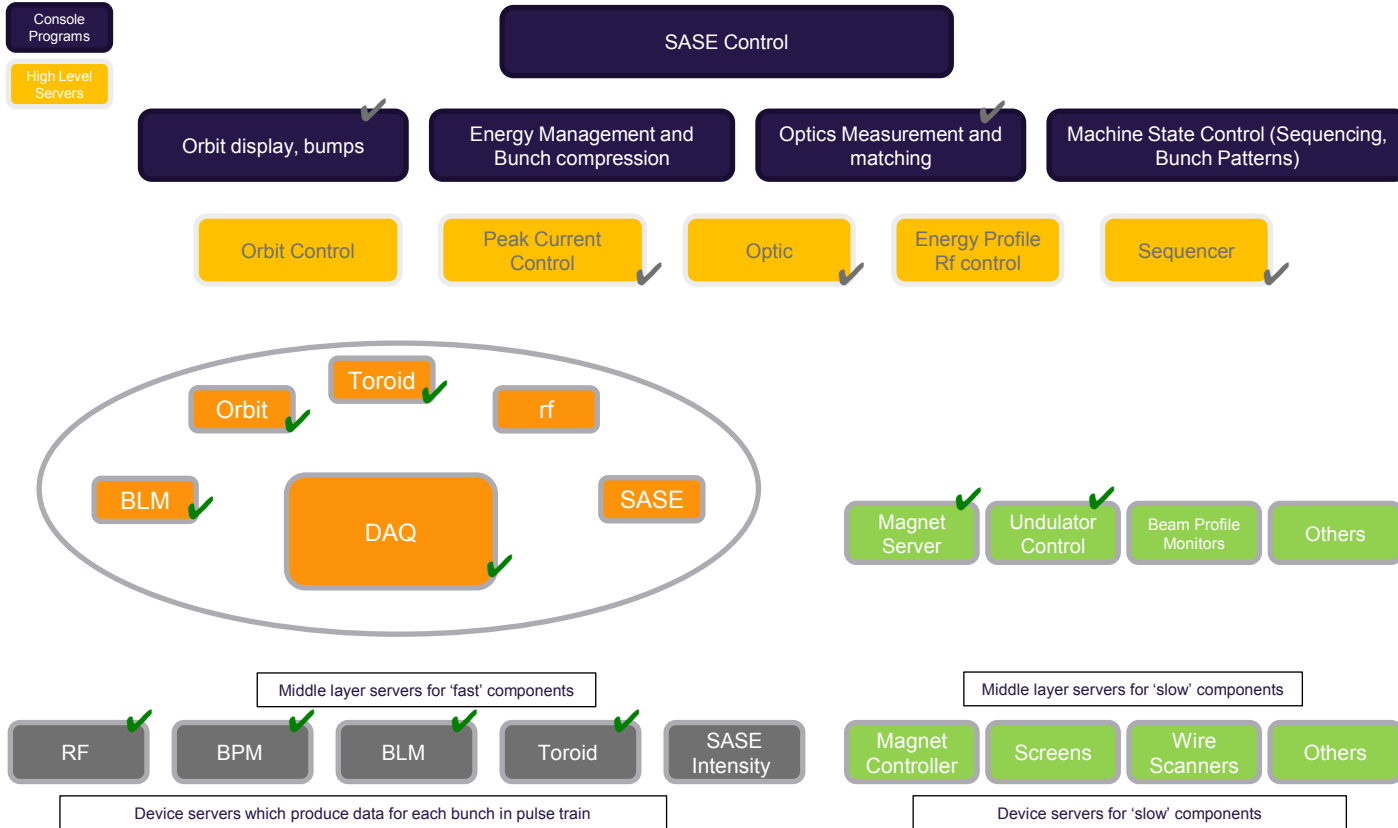 Console
Programs
SASE Control
High Level
Servers
Orbit display, bumps
Energy Management and
Bunch compression
Optics Measurement and
matching
Machine State Control (Sequencing,
Bunch Patterns)
Orbit Control
Peak Current
Control
Optic
Energy Profile
Rf control
Sequencer
Toroid
Orbit
rf
BLM
DAQ
SASE
Magnet
Server
Undulator
Control
Beam Profile
Monitors
Others
Middle layer servers for ‘fast’ components
Middle layer servers for ‘slow’ components
RF
BPM
BLM
Toroid
SASE
Intensity
Magnet
Controller
Screens
Wire
Scanners
Others
Device servers which produce data for each bunch in pulse train
Device servers for ‘slow’ components